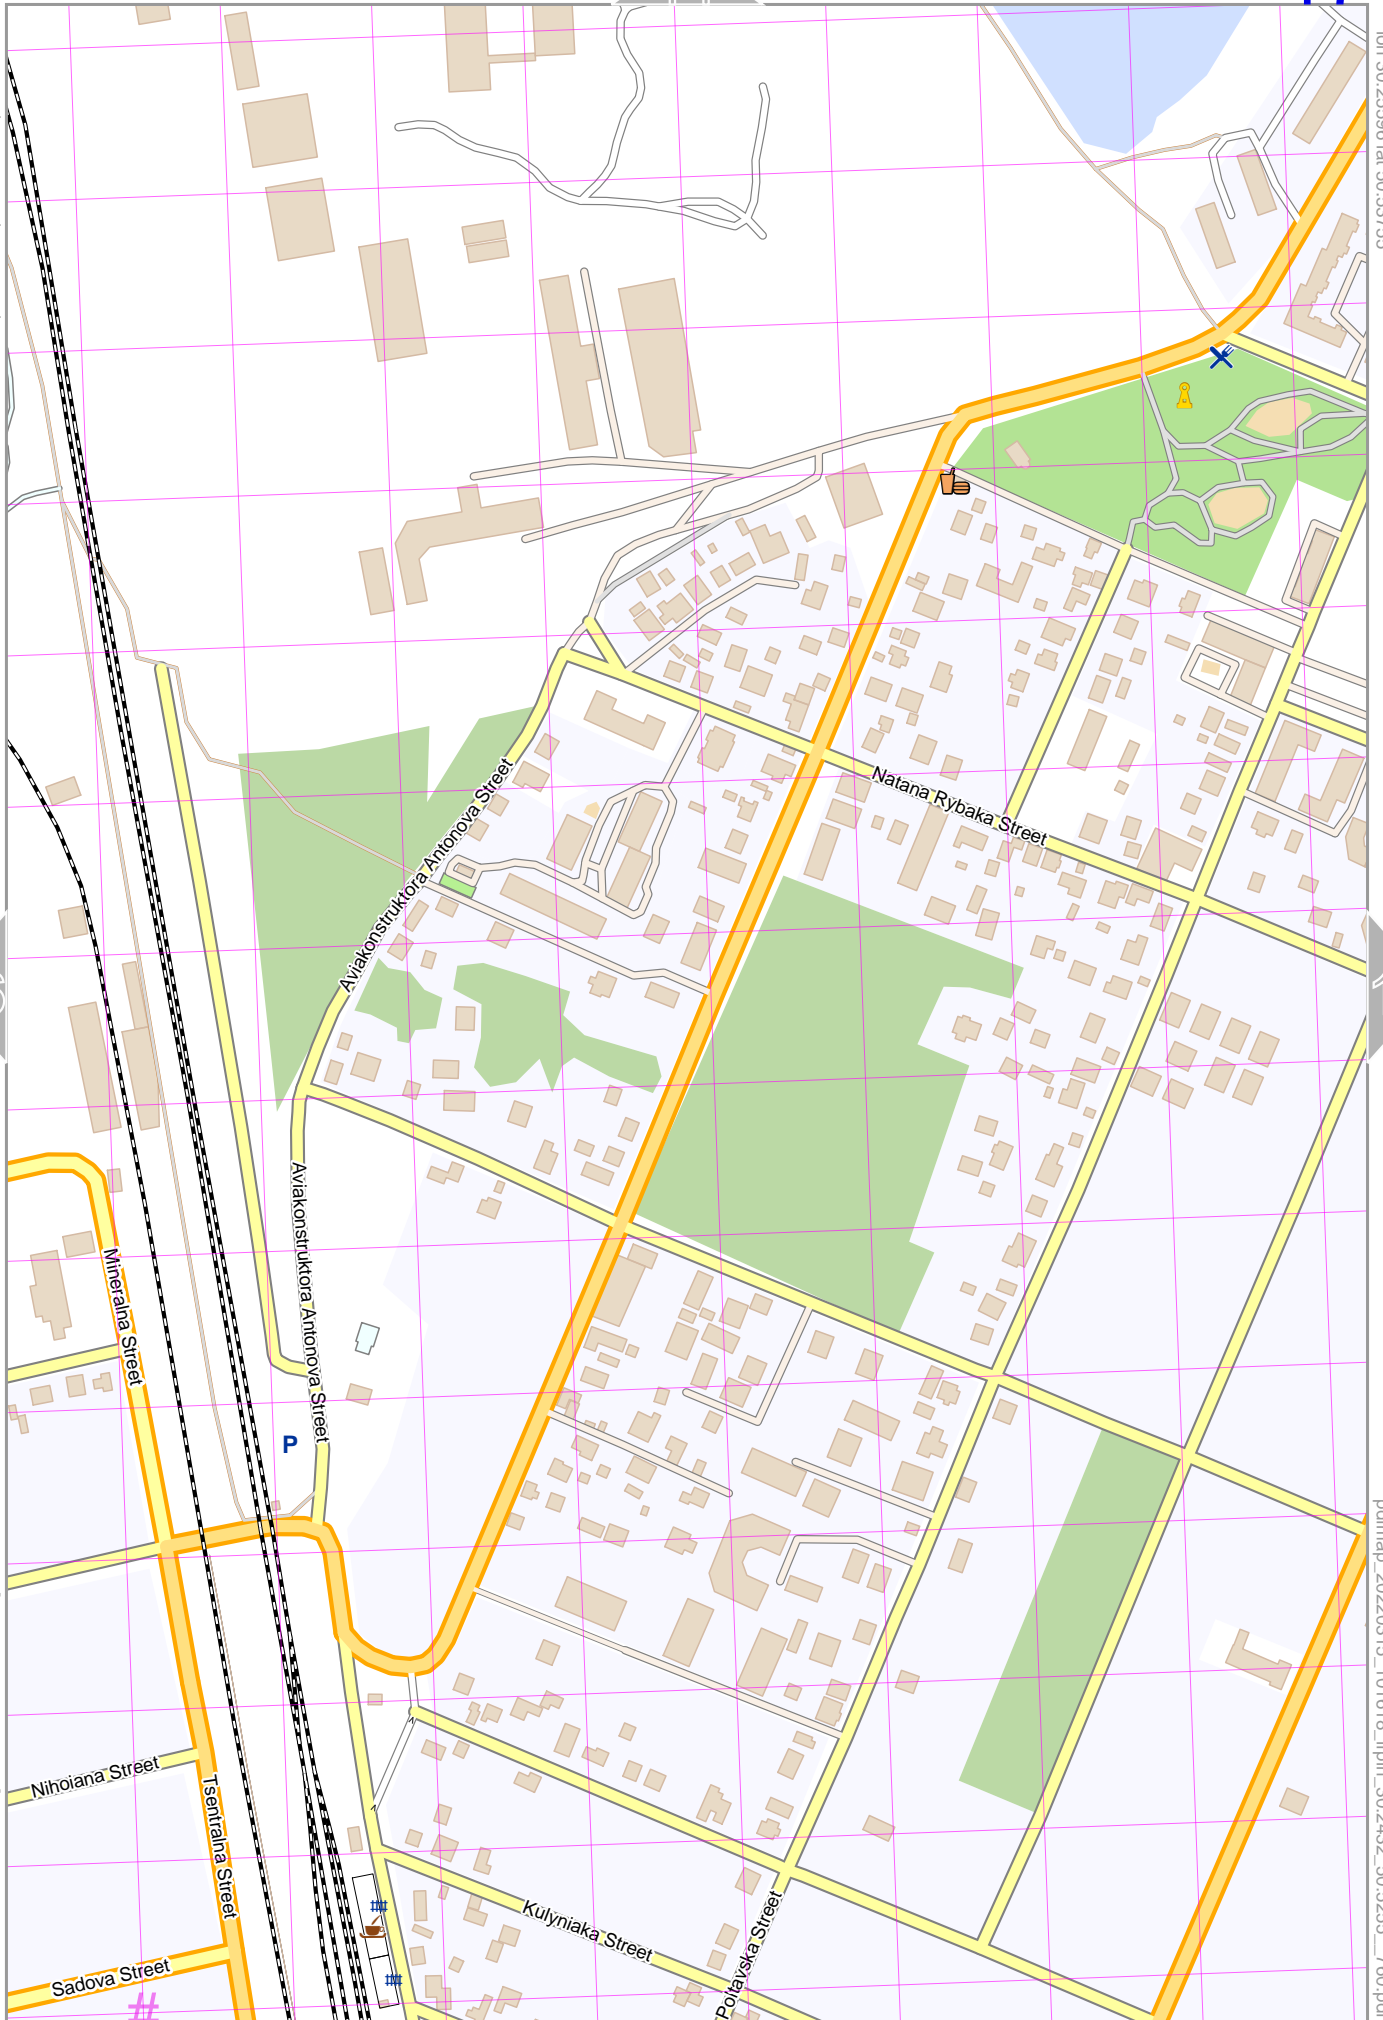 Natana Rybaka Street
Aviakonstruktora Antonova Street
Aviakonstruktora Antonova Street
Mineralna Street
P
Nihoiana Street
Tsentralna Street
Kulyniaka Street
Poltavska Street
Sadova Street
#